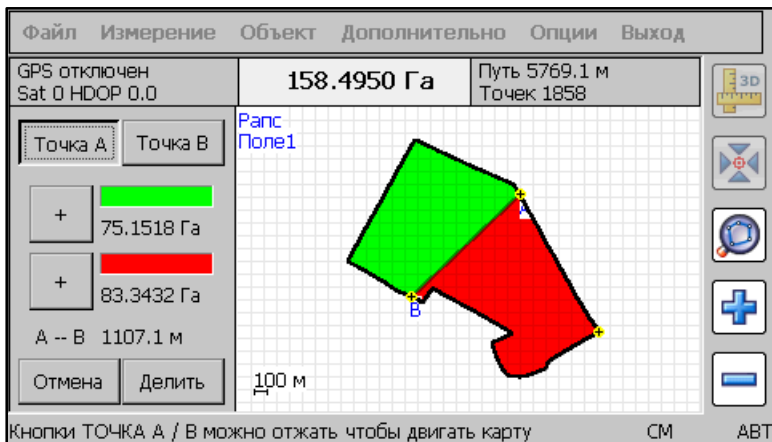 Файл Измерение Объект Дополнительно Опции Выход
GPS отключен
Sat 0 HDOP 0.0
158.4950 Га
Путь 5769.1 м
Точек 1858
3D
Точка A Точка B
+
75.1518 Га
+
83.3432 Га
A -- B 1107.1 м
Отмена Делить
Рапс
Поле1
A
B
100 м
Кнопки ТОЧКА А / В можно отжать чтобы двигать карту СМ АВТ